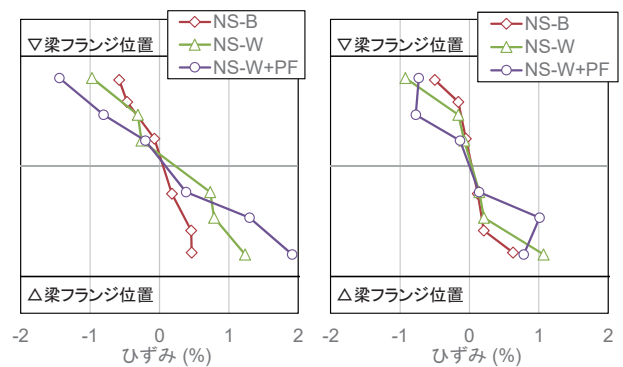 NS-B
NS-W
NS-W+PF
▽梁フランジ位置
△梁フランジ位置
-2 -1 0 1 2
ひずみ (%)
NS-B
NS-W
NS-W+PF
▽梁フランジ位置
△梁フランジ位置
-2 -1 0 1 2
ひずみ (%)